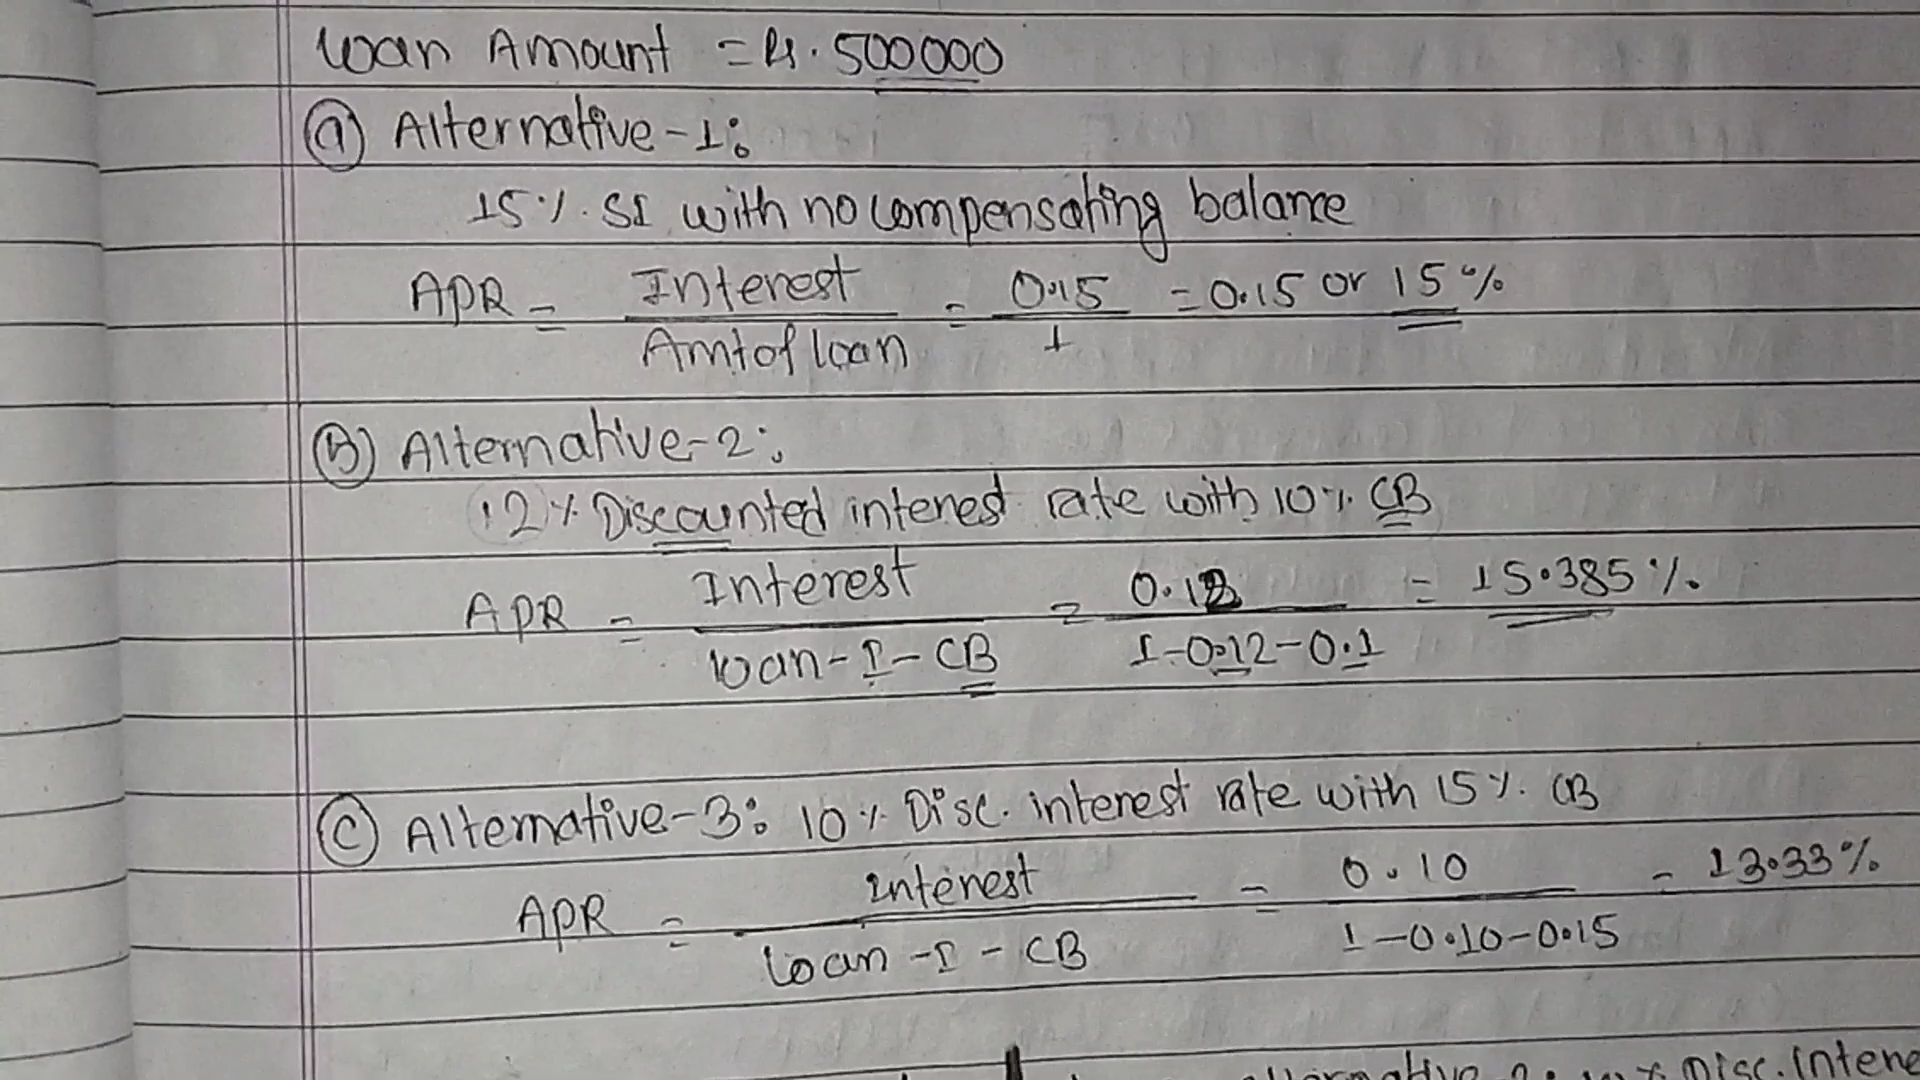 Loan Amount = Rs. 500000
(a) Alternative-1:
15% SI with no compensating balance
APR = Interest / Amt of loan = 0.15 / 1 = 0.15 or 15%
(B) Alternative-2:
12% Discounted interest rate with 10% CB
APR = Interest / loan - I - CB = 0.12 / 1-0.12-0.1 = 15.385%
(C) Alternative-3: 10% Disc. interest rate with 15% CB
APR = interest / loan - I - CB = 0.10 / 1-0.10-0.15 = 13.33%
Disc. Intere